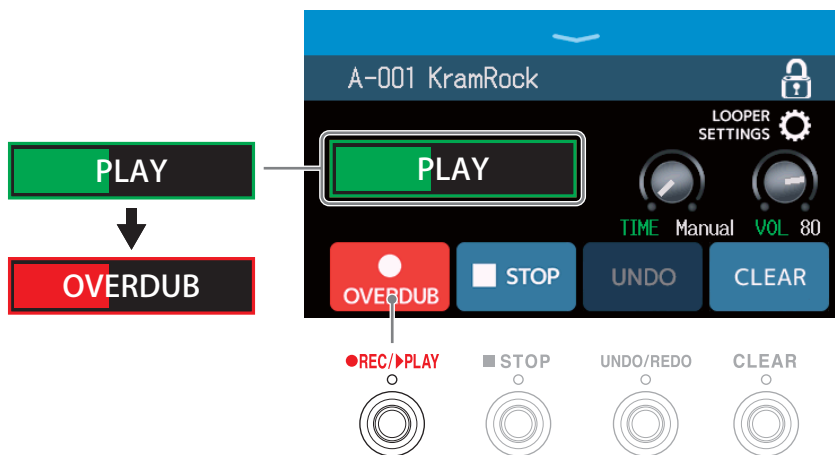 A-001 KramRock
LOOPER
SETTINGS
PLAY
PLAY
TIME Manual VOL 80
OVERDUB
OVERDUB
STOP
UNDO
CLEAR
●REC/▶PLAY
■STOP
UNDO/REDO
CLEAR